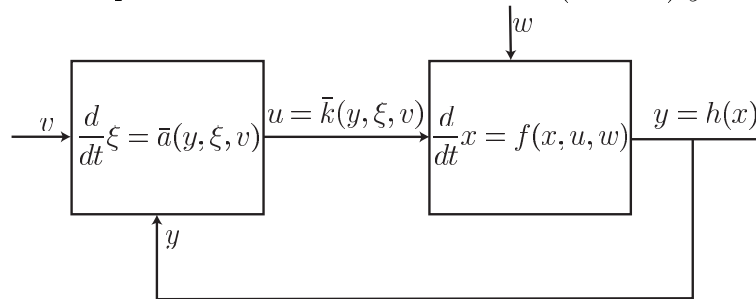 w
v
d/dt ξ = ā(y, ξ, v)
u = k̄(y, ξ, v)
d/dt x = f(x, u, w)
y = h(x)
y